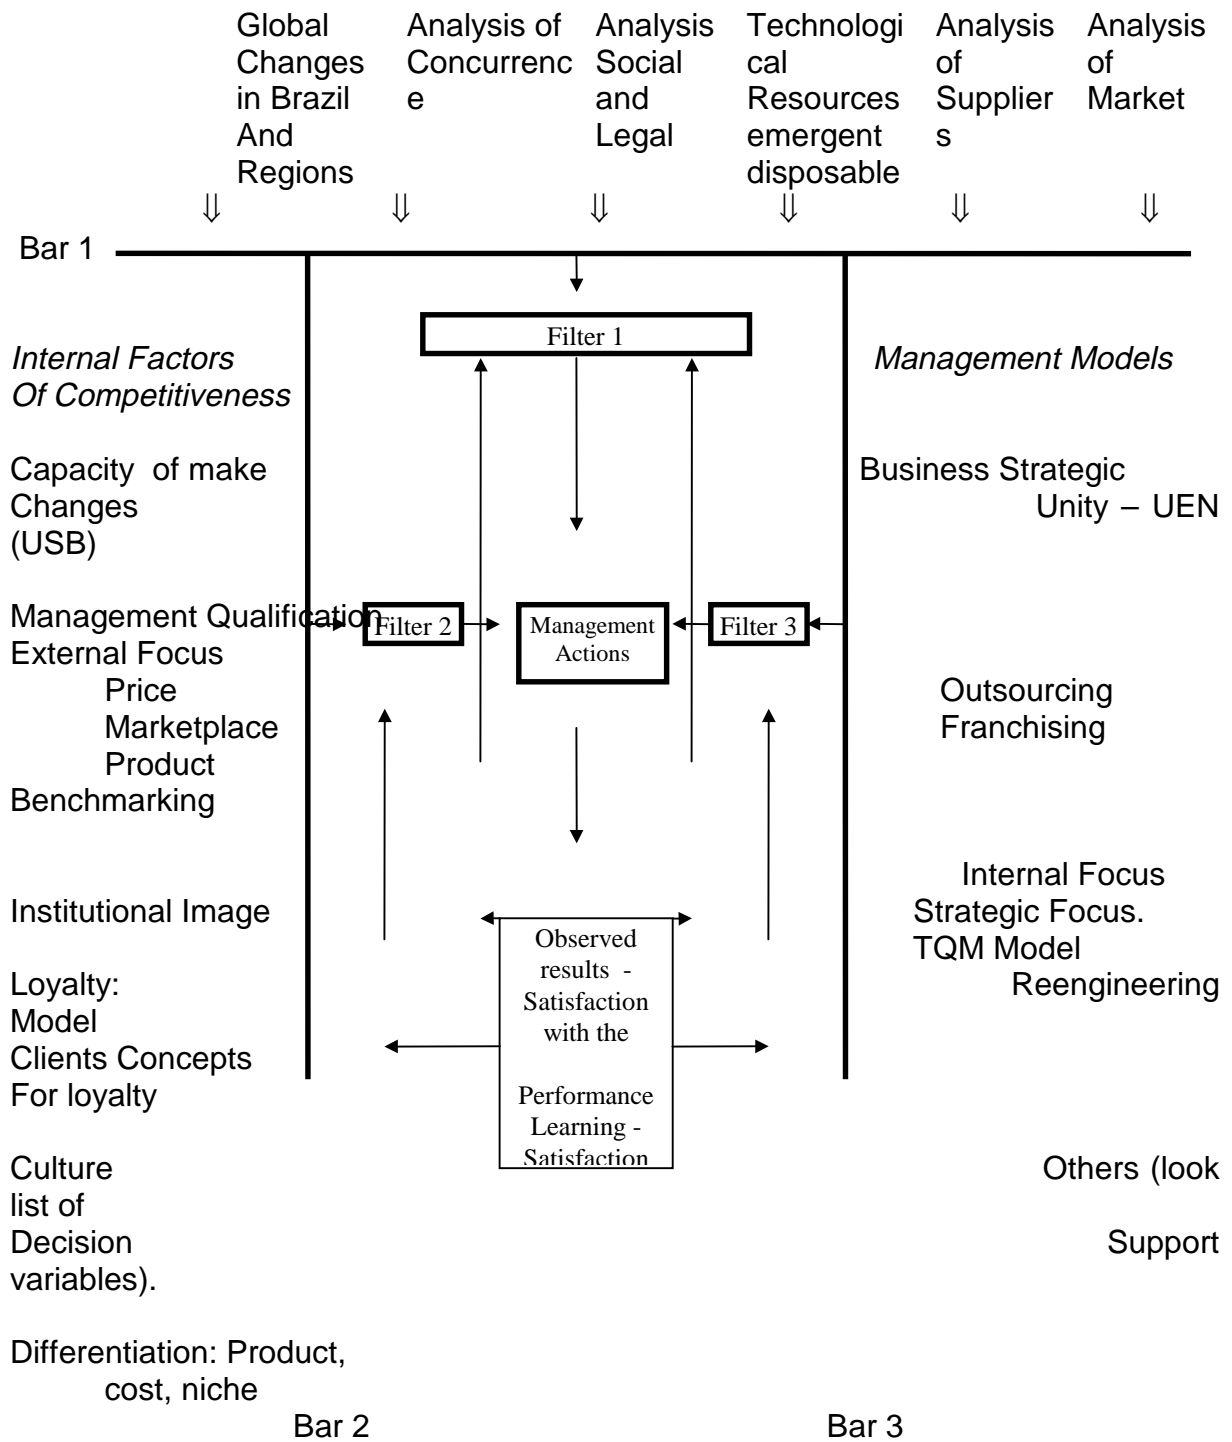 Global
Changes
in Brazil
And
Regions
Analysis of
Concurrenc
e
Analysis
Social
and
Legal
Technologi
cal
Resources
emergent
disposable
Analysis
of
Supplier
s
Analysis
of
Market
⇓ ⇓ ⇓ ⇓ ⇓ ⇓
Bar 1
Filter 1
Internal Factors
Of Competitiveness
Management Models
Capacity of make
Changes
(USB)
Business Strategic
Unity – UEN
Management Qualification
External Focus
Price
Marketplace
Product
Benchmarking
Filter 2
Management
Actions
Filter 3
Outsourcing
Franchising
Institutional Image
Internal Focus
Strategic Focus.
TQM Model
Reengineering
Observed
results -
Satisfaction
with the
Performance
Learning -
Satisfaction
Loyalty:
Model
Clients Concepts
For loyalty
Culture
list of
Decision
variables).
Others (look
Support
Differentiation: Product,
cost, niche
Bar 2
Bar 3